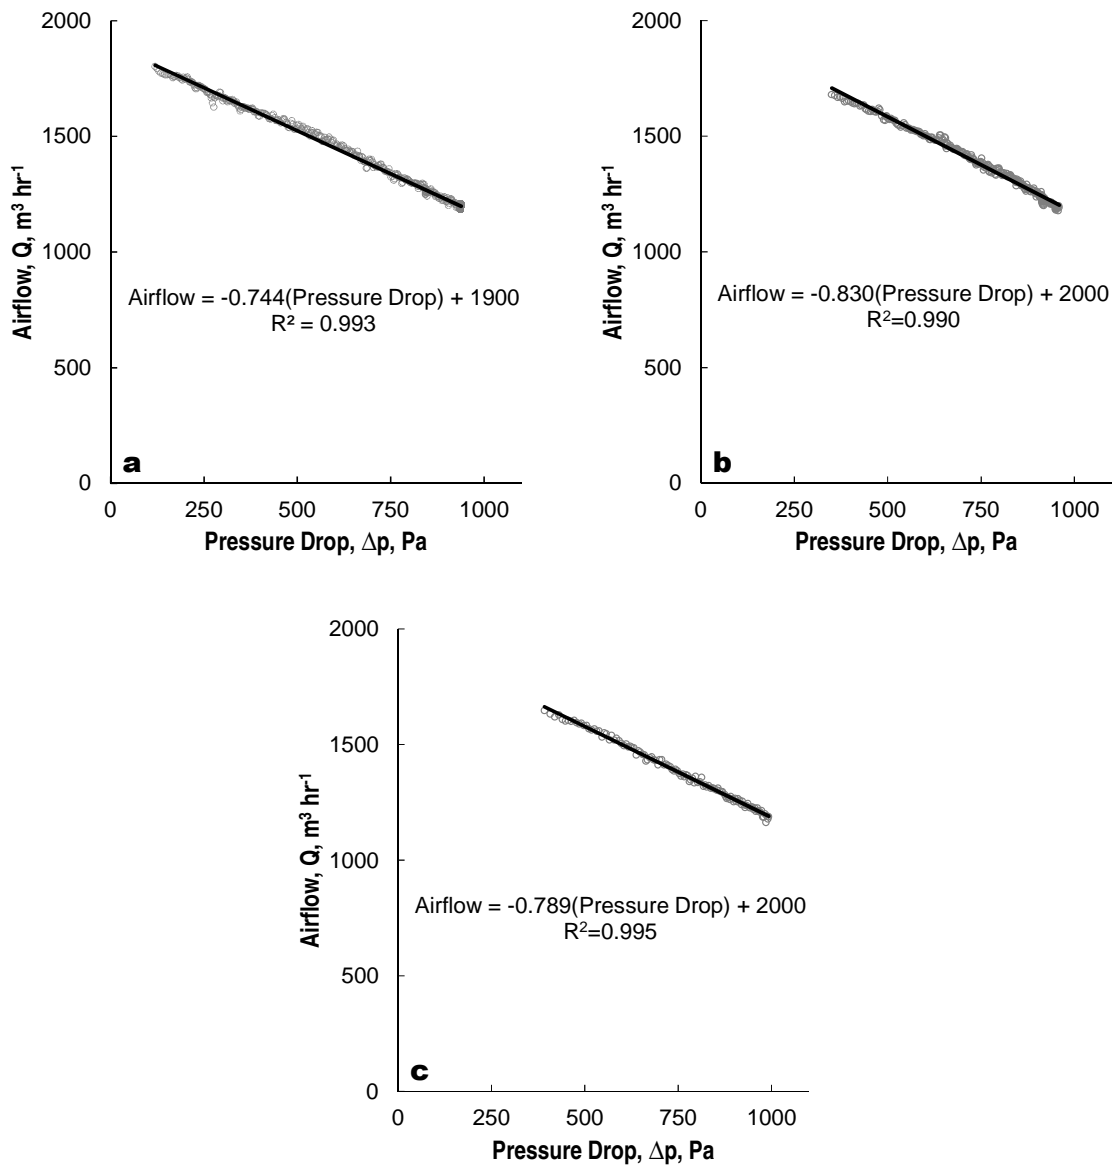 2000
1500
1000
500
0
Airflow, Q, m³ hr⁻¹
Airflow = -0.744(Pressure Drop) + 1900
R² = 0.993
a
0 250 500 750 1000
Pressure Drop, Δp, Pa
2000
1500
1000
500
0
Airflow, Q, m³ hr⁻¹
Airflow = -0.830(Pressure Drop) + 2000
R²=0.990
b
0 250 500 750 1000
Pressure Drop, Δp, Pa
2000
1500
1000
500
0
Airflow, Q, m³ hr⁻¹
Airflow = -0.789(Pressure Drop) + 2000
R²=0.995
c
0 250 500 750 1000
Pressure Drop, Δp, Pa